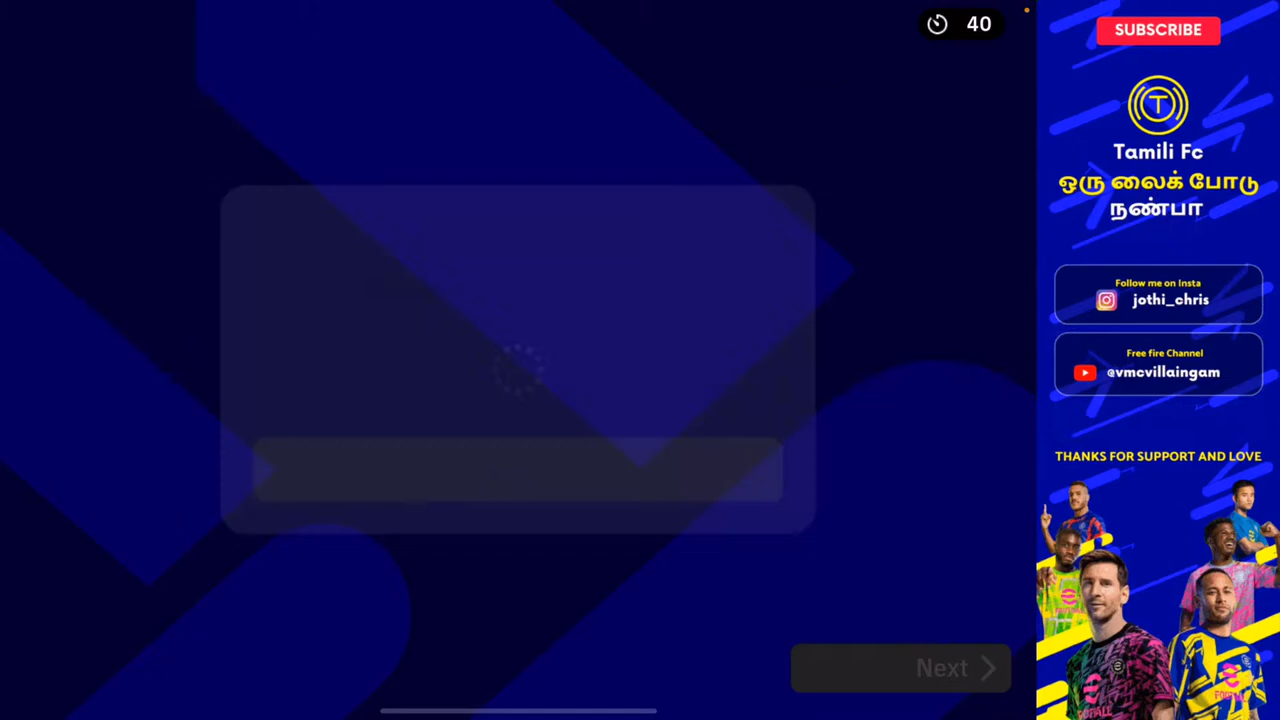 40
Next
SUBSCRIBE
T
Tamili Fc
ஒரு லைக் போடு
நண்பா
Follow me on Insta
jothi_chris
Free fire Channel
@vmcvillaingam
THANKS FOR SUPPORT AND LOVE